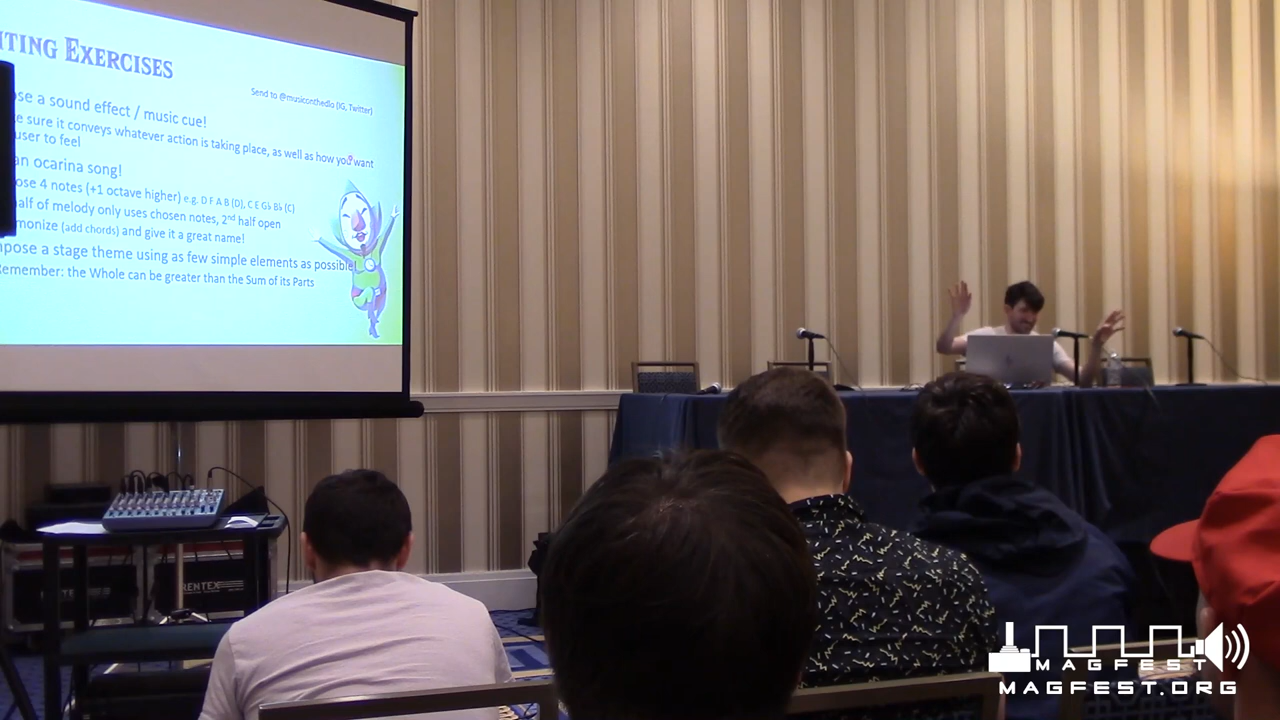 ITING EXERCISES
Send to @musiconthedlo (IG, Twitter)
ose a sound effect / music cue!
e sure it conveys whatever action is taking place, as well as how you want
user to feel
an ocarina song!
ose 4 notes (+1 octave higher) e.g. D F A B (D), C E G♭ B♭ (C)
half of melody only uses chosen notes, 2nd half open
monize (add chords) and give it a great name!
pose a stage theme using as few simple elements as possible!
Remember: the Whole can be greater than the Sum of its Parts
RENTEX
MAGFEST
MAGFEST.ORG